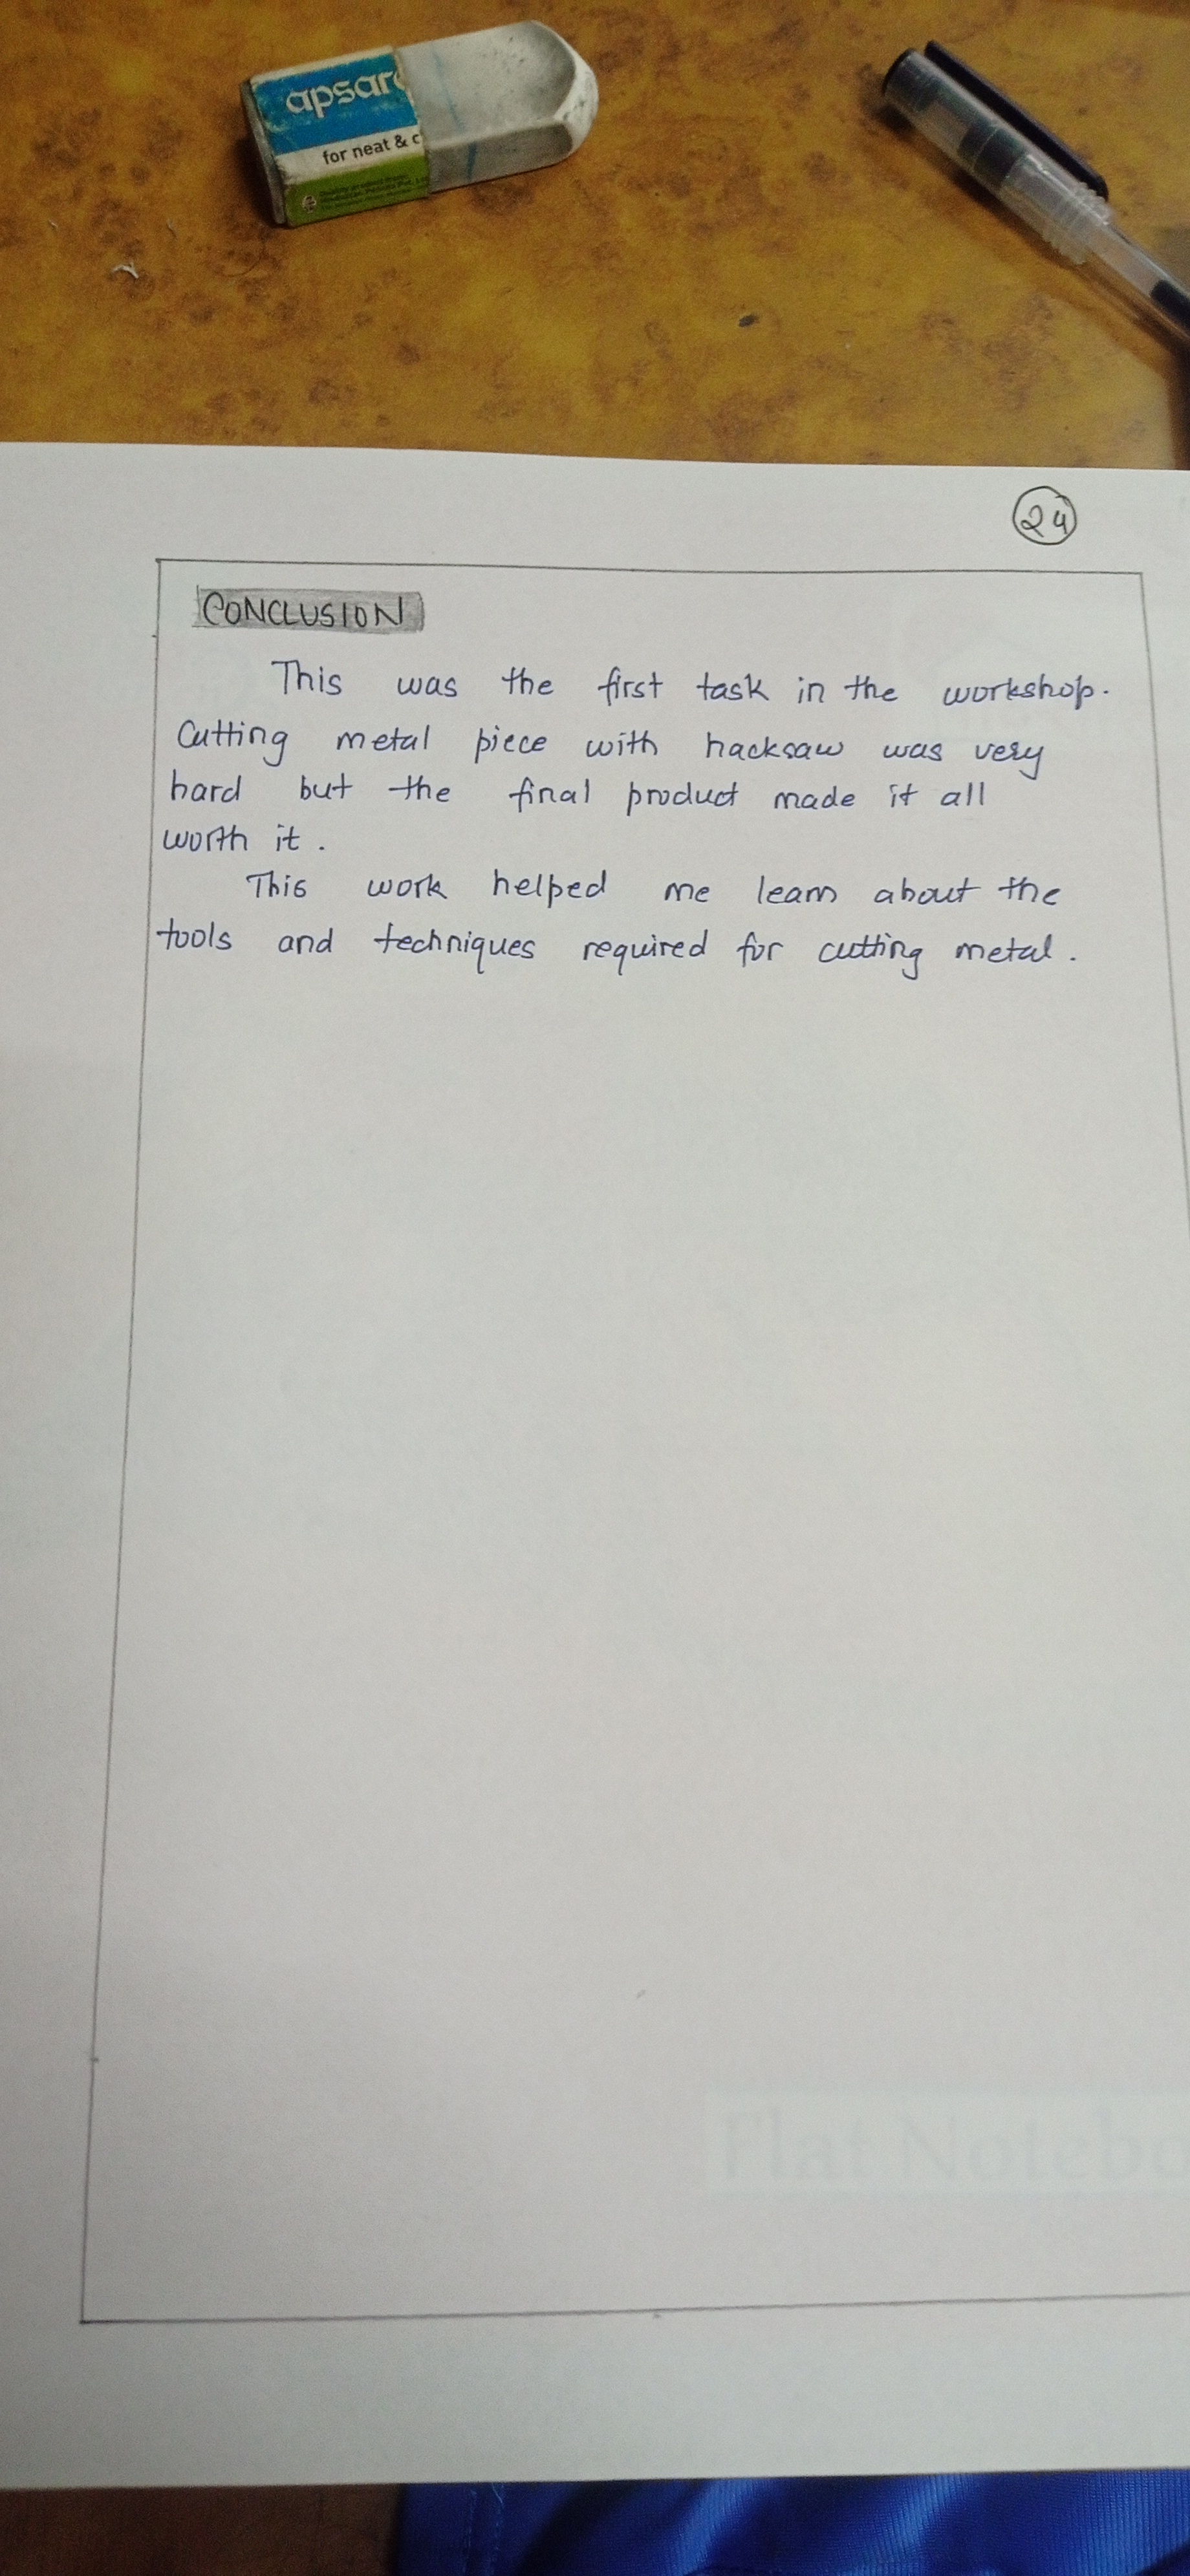 apsar
for neat & c
24
CONCLUSION
This was the first task in the workshop.
Cutting metal piece with hacksaw was very
hard but the final product made it all
worth it.
This work helped me learn about the
tools and techniques required for cutting metal.
Flat Notebo